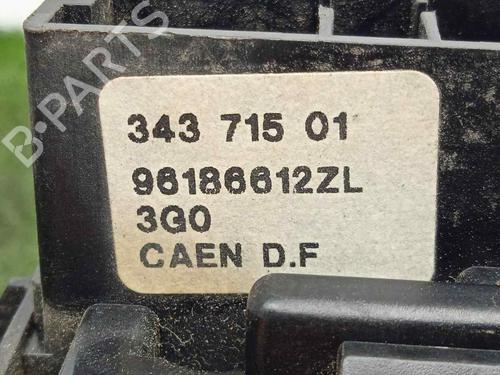 B-PARTS
343 715 01
96186612ZL
3G0
CAEN D.F